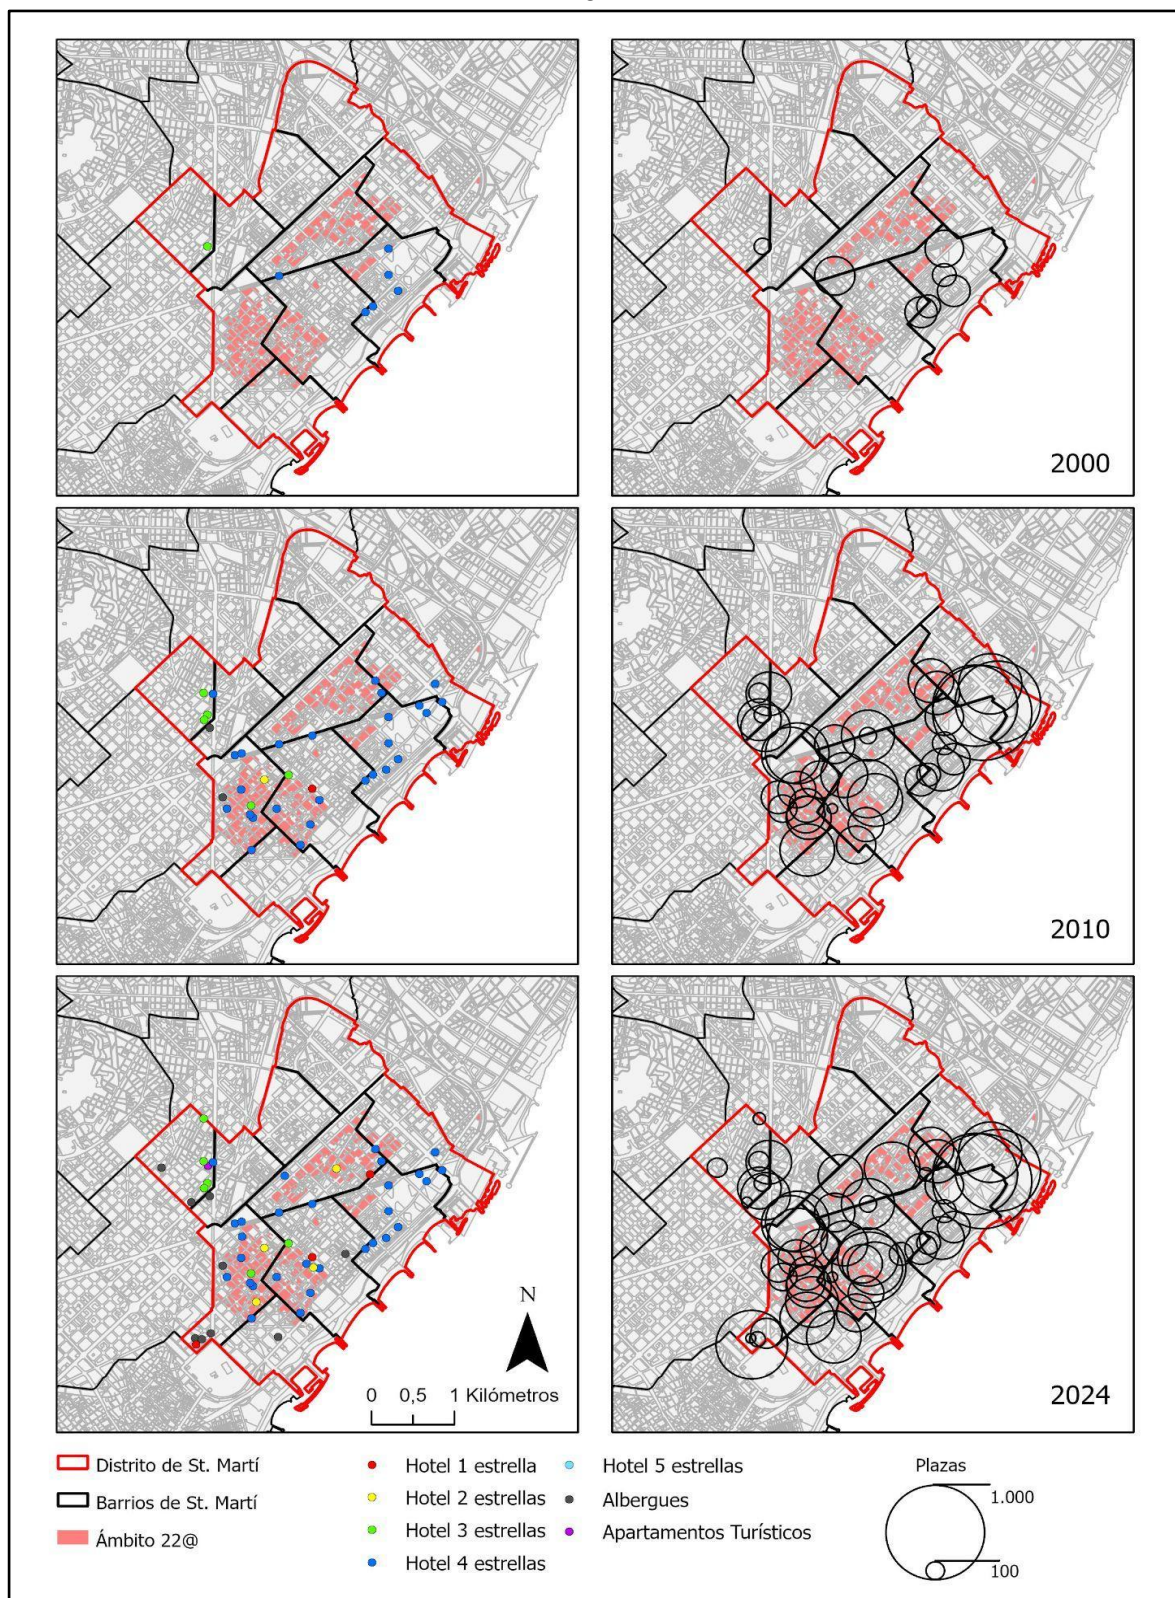 2000
2010
N
0 0,5 1 Kilómetros
2024
Distrito de St. Martí
Barrios de St. Martí
Ámbito 22@
Hotel 1 estrella
Hotel 2 estrellas
Hotel 3 estrellas
Hotel 4 estrellas
Hotel 5 estrellas
Albergues
Apartamentos Turísticos
Plazas
1.000
100